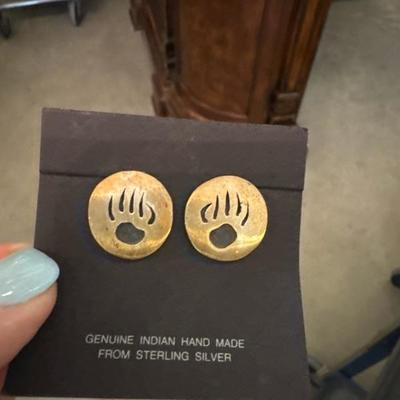 GENUINE INDIAN HAND MADE
FROM STERLING SILVER